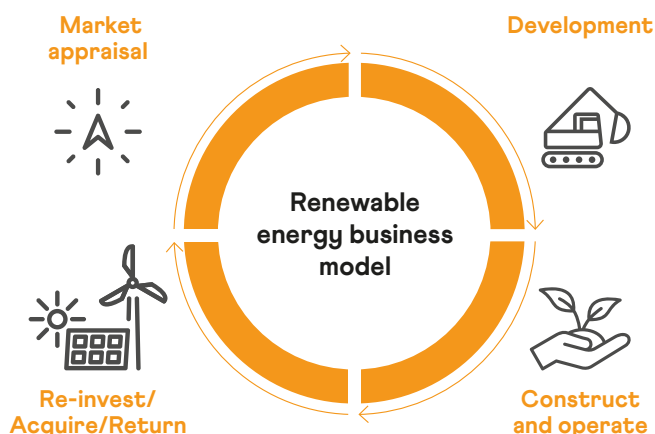 Market
appraisal
Development
Renewable
energy business
model
Re-invest/
Acquire/Return
Construct
and operate